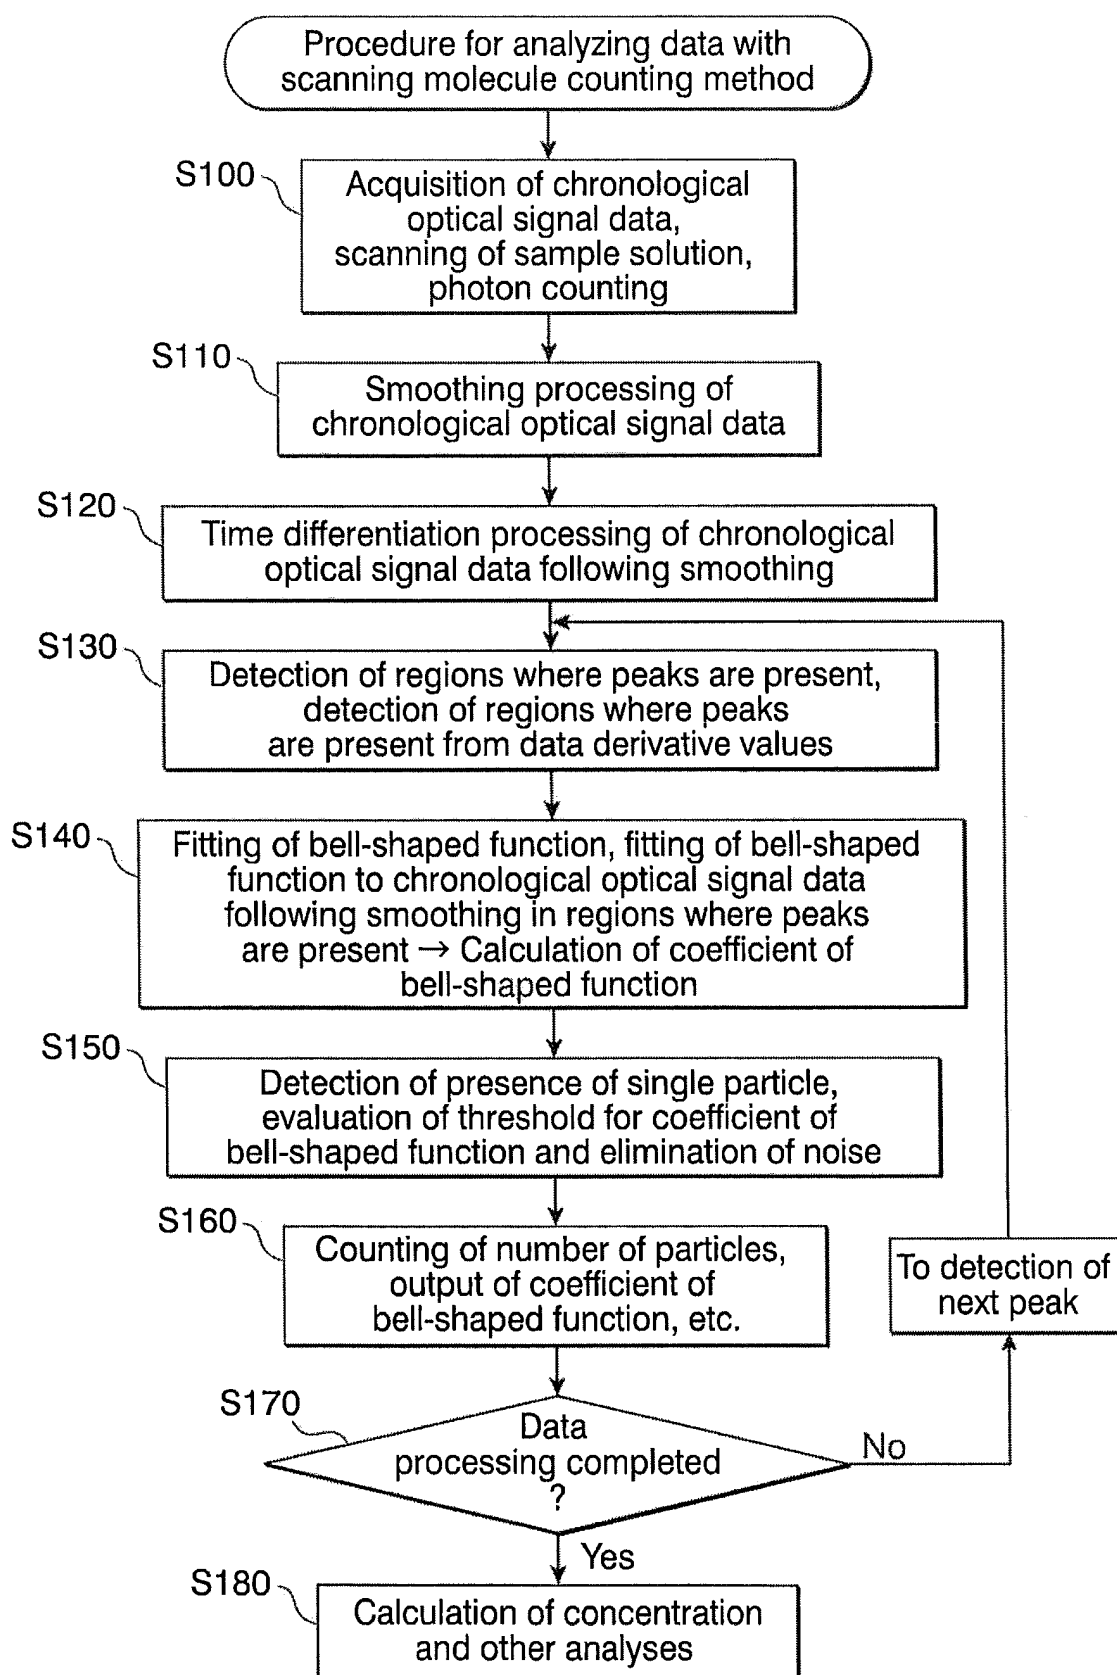 Procedure for analyzing data with
scanning molecule counting method
S100
Acquisition of chronological
optical signal data,
scanning of sample solution,
photon counting
S110
Smoothing processing of
chronological optical signal data
S120
Time differentiation processing of chronological
optical signal data following smoothing
S130
Detection of regions where peaks are present,
detection of regions where peaks
are present from data derivative values
S140
Fitting of bell-shaped function, fitting of bell-shaped
function to chronological optical signal data
following smoothing in regions where peaks
are present → Calculation of coefficient of
bell-shaped function
S150
Detection of presence of single particle,
evaluation of threshold for coefficient of
bell-shaped function and elimination of noise
S160
Counting of number of particles,
output of coefficient of
bell-shaped function, etc.
To detection of
next peak
S170
Data
processing completed
?
No
Yes
S180
Calculation of concentration
and other analyses